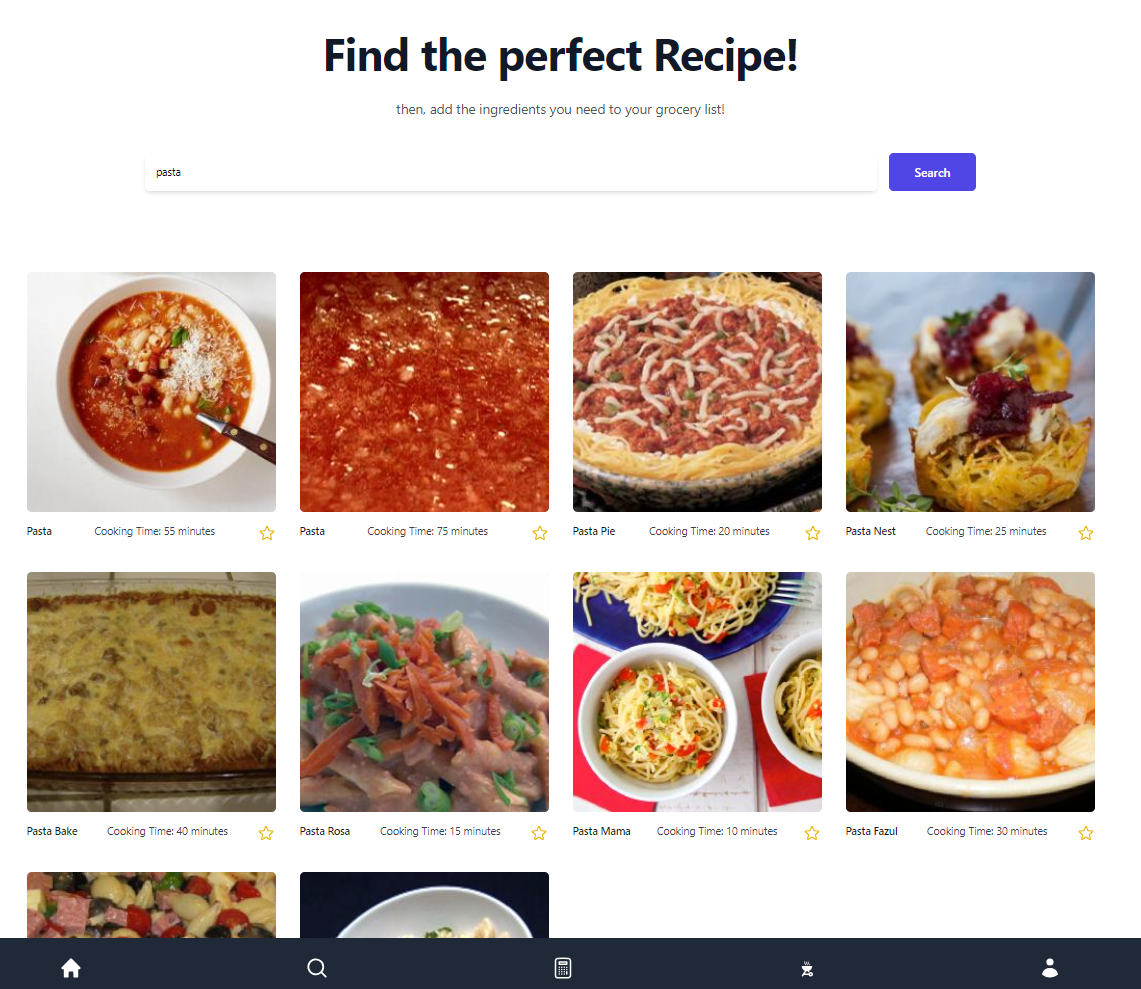 Find the perfect Recipe!
then, add the ingredients you need to your grocery list!
pasta
Search
Pasta Cooking Time: 55 minutes
Pasta Cooking Time: 75 minutes
Pasta Pie Cooking Time: 20 minutes
Pasta Nest Cooking Time: 25 minutes
Pasta Bake Cooking Time: 40 minutes
Pasta Rosa Cooking Time: 15 minutes
Pasta Mama Cooking Time: 10 minutes
Pasta Fazul Cooking Time: 30 minutes